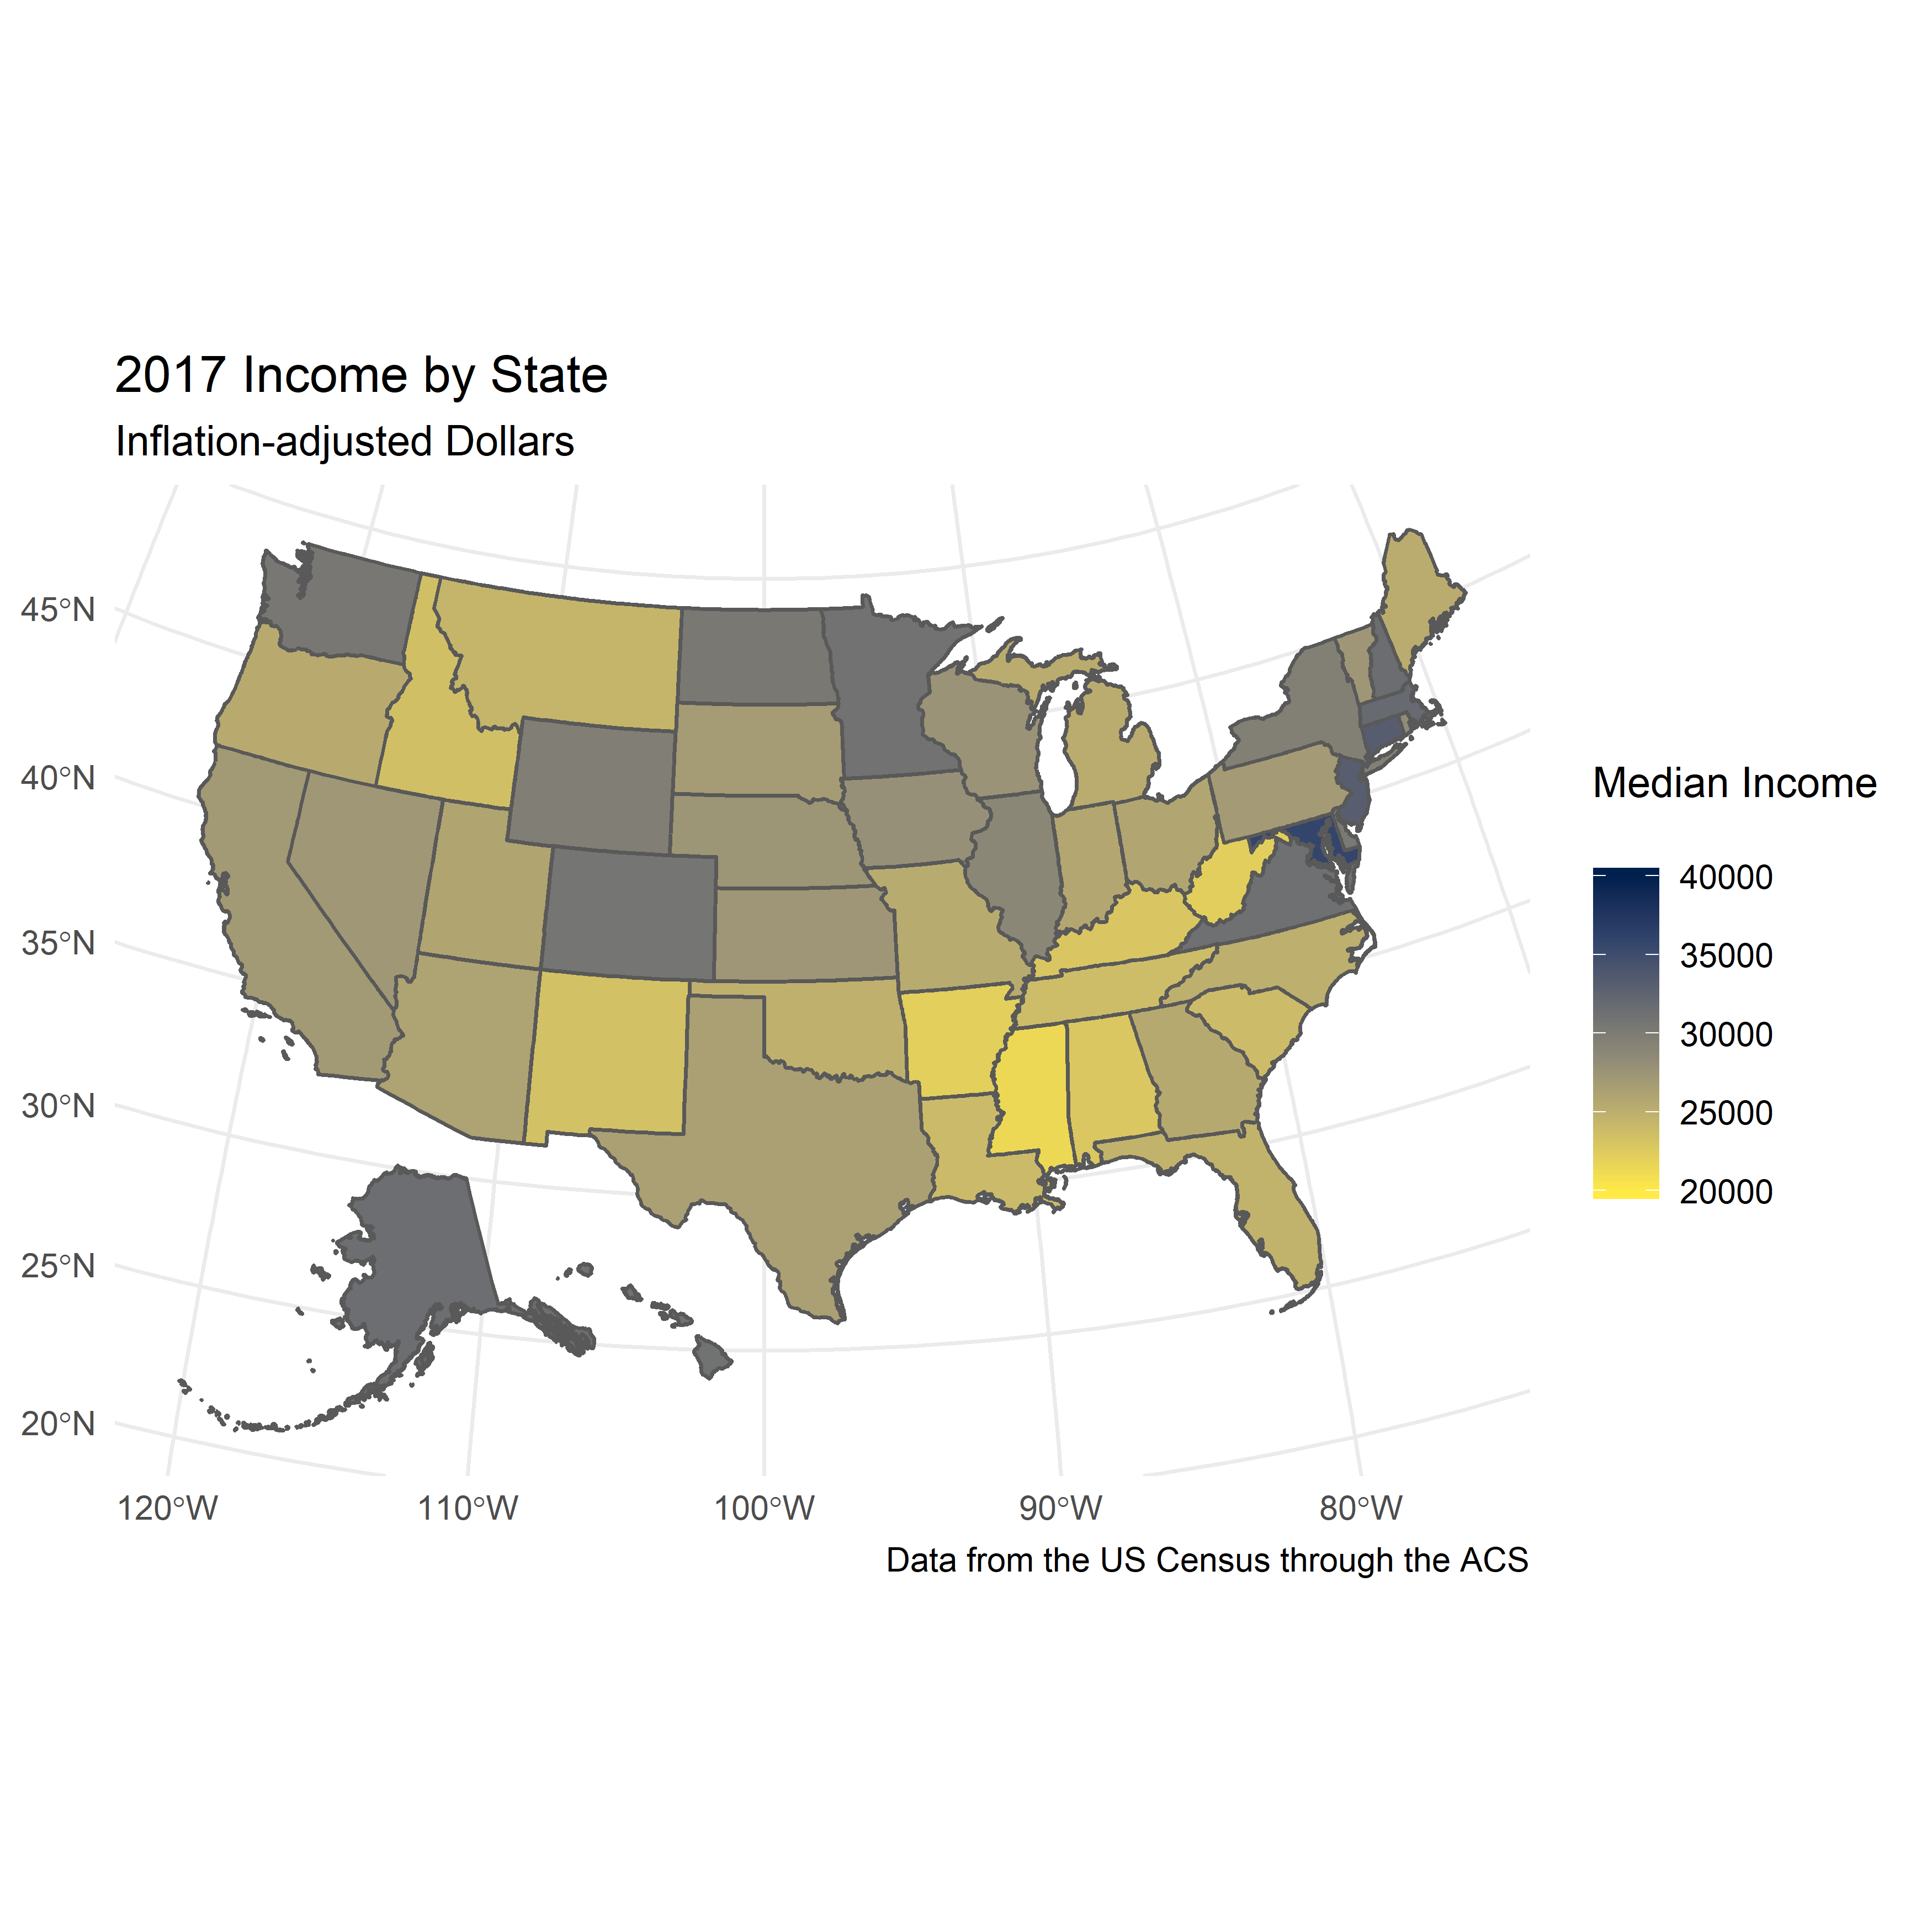 2017 Income by State
Inflation-adjusted Dollars
45°N
40°N
35°N
30°N
25°N
20°N
120°W 110°W 100°W 90°W 80°W
Data from the US Census through the ACS
Median Income
40000
35000
30000
25000
20000